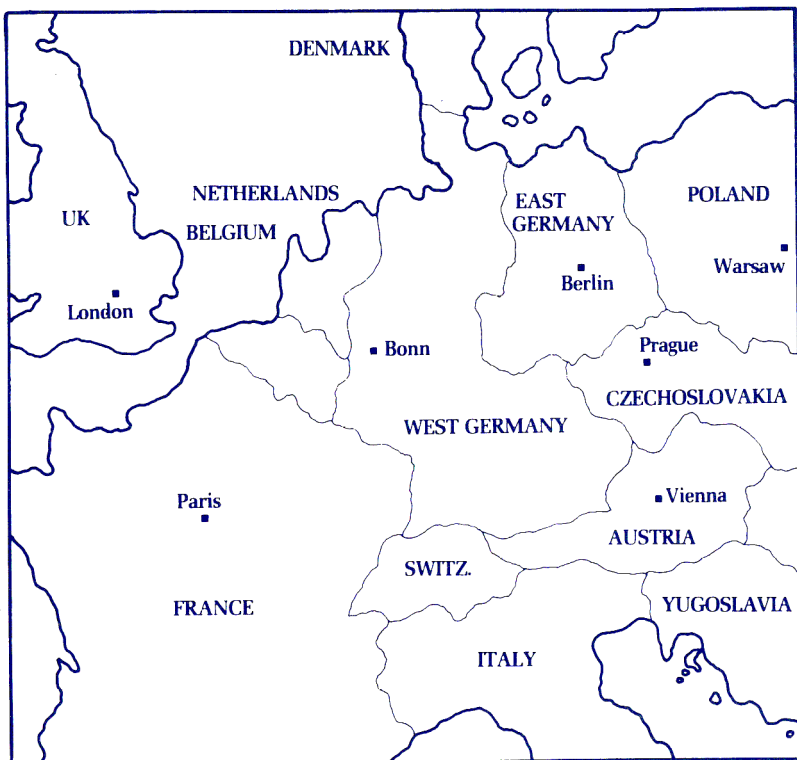 DENMARK
NETHERLANDS
BELGIUM
UK
London
EAST
GERMANY
Berlin
POLAND
Warsaw
Bonn
Prague
CZECHOSLOVAKIA
WEST GERMANY
Paris
Vienna
AUSTRIA
SWITZ.
FRANCE
YUGOSLAVIA
ITALY